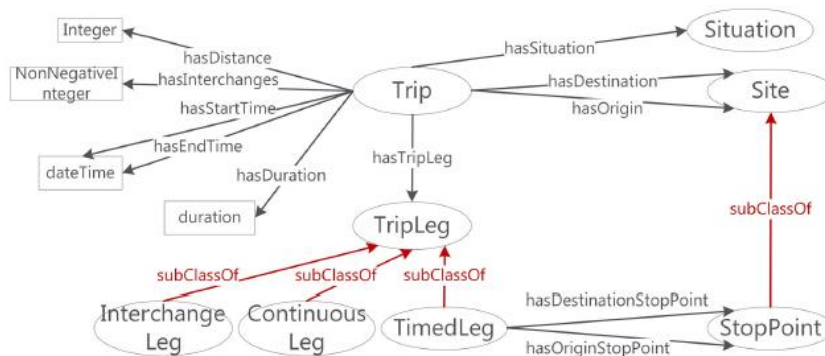 Integer
hasDistance
hasSituation
Situation
NonNegativeI
nteger
hasInterchanges
Trip
hasDestination
Site
hasStartTime
hasOrigin
hasEndTime
dateTime
hasDuration
hasTripLeg
duration
TripLeg
subClassOf
subClassOf
subClassOf
subClassOf
Interchange
Leg
Continuous
Leg
TimedLeg
hasDestinationStopPoint
StopPoint
hasOriginStopPoint